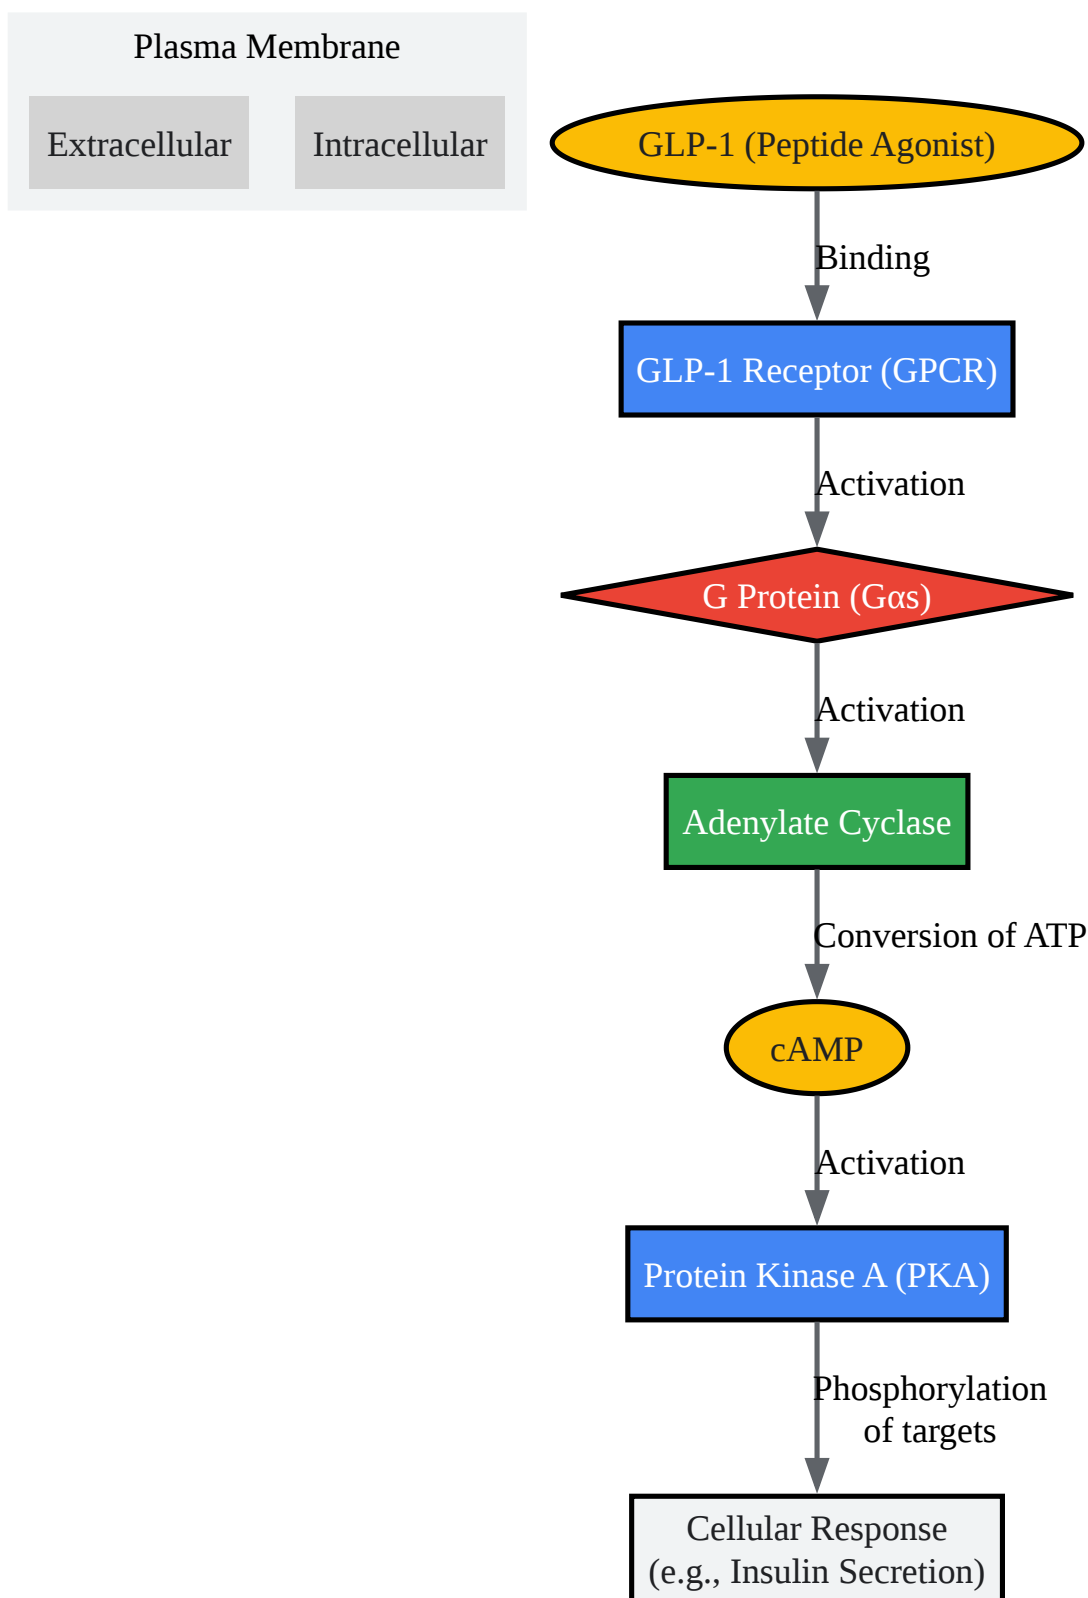 Plasma Membrane
Extracellular
Intracellular
GLP-1 (Peptide Agonist)
Binding
GLP-1 Receptor (GPCR)
Activation
G Protein (Gαs)
Activation
Adenylate Cyclase
Conversion of ATP
cAMP
Activation
Protein Kinase A (PKA)
Phosphorylation
of targets
Cellular Response
(e.g., Insulin Secretion)